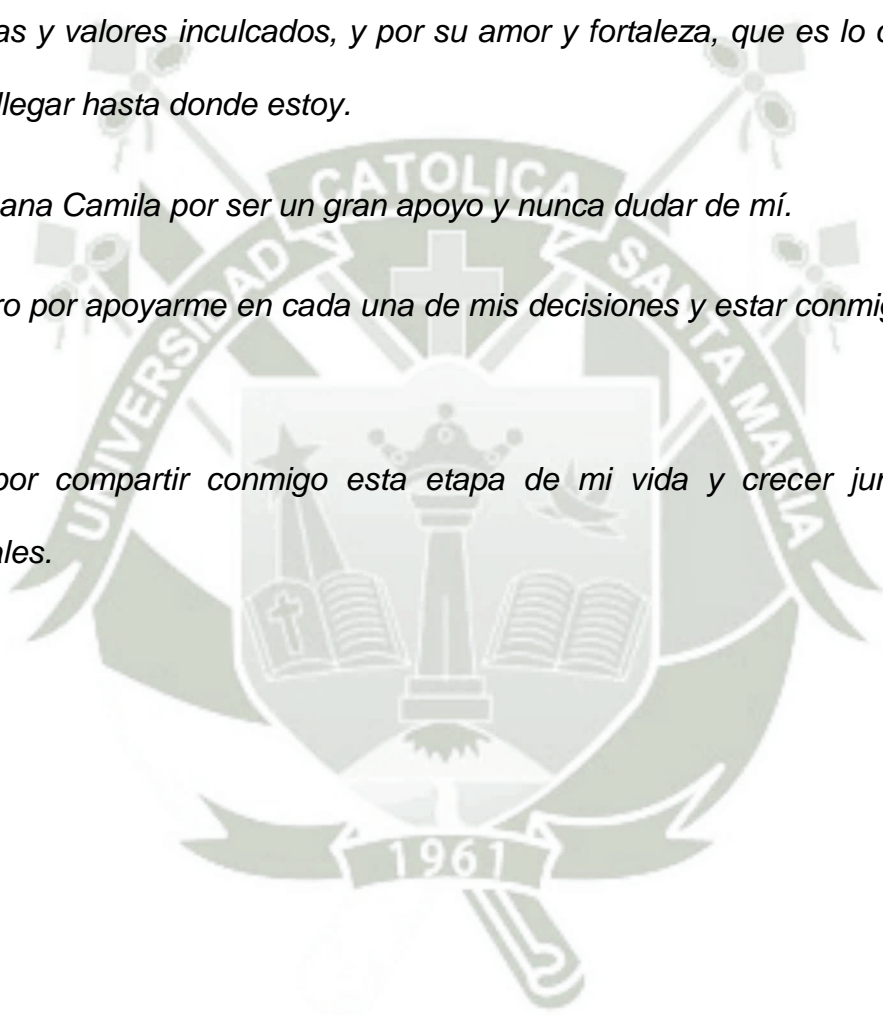 as y valores inculcados, y por su amor y fortaleza, que es lo
llegar hasta donde estoy.
ana Camila por ser un gran apoyo y nunca dudar de mí.
ro por apoyarme en cada una de mis decisiones y estar
por compartir conmigo esta etapa de mi vida y crecer
ales.
UNIVERSIDAD CATOLICA SANTA MARIA
1961